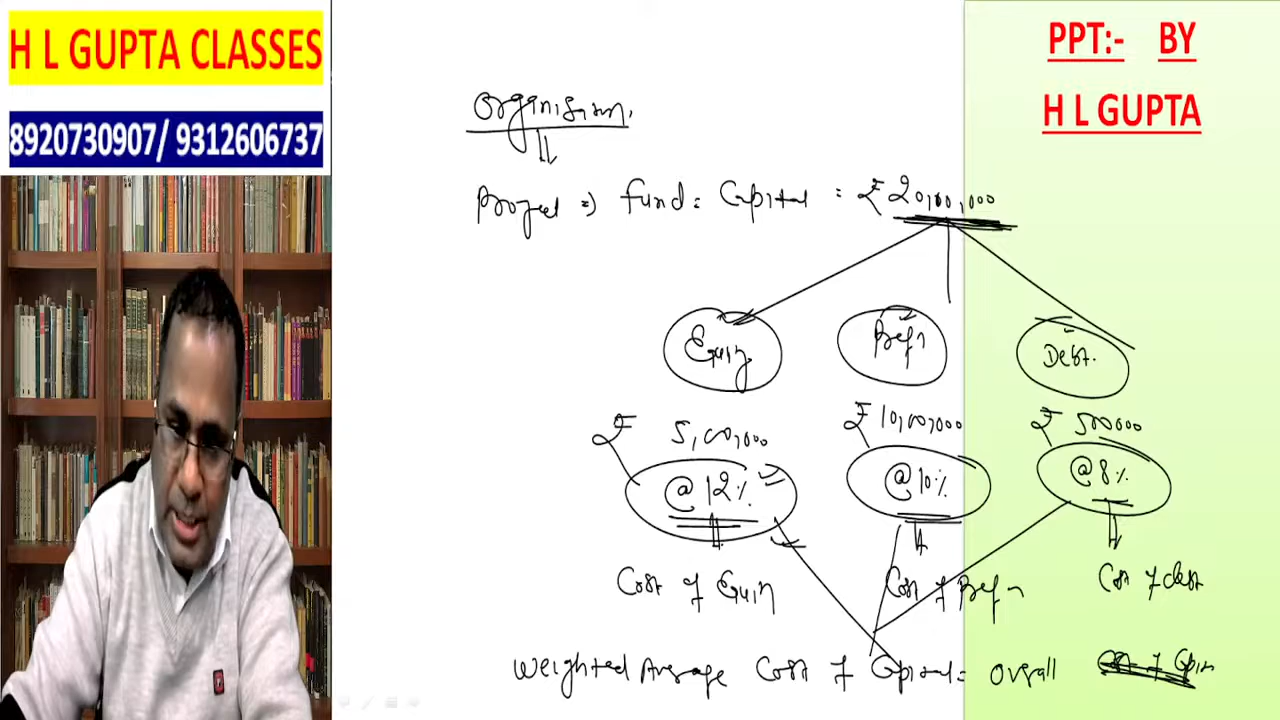 H L GUPTA CLASSES
8920730907/ 9312606737
PPT:- BY
H L GUPTA
Organisation.
Project ⇒ Fund = Capital = ₹ 20,00,000
Equity Prefn Debt.
₹ 5,00,000 ₹ 10,00,000 ₹ 500000
@ 12% @ 10% @ 8%
Cost of Equity Cost of Prefn Cost of debt
Weighted Average Cost of Capital = Overall